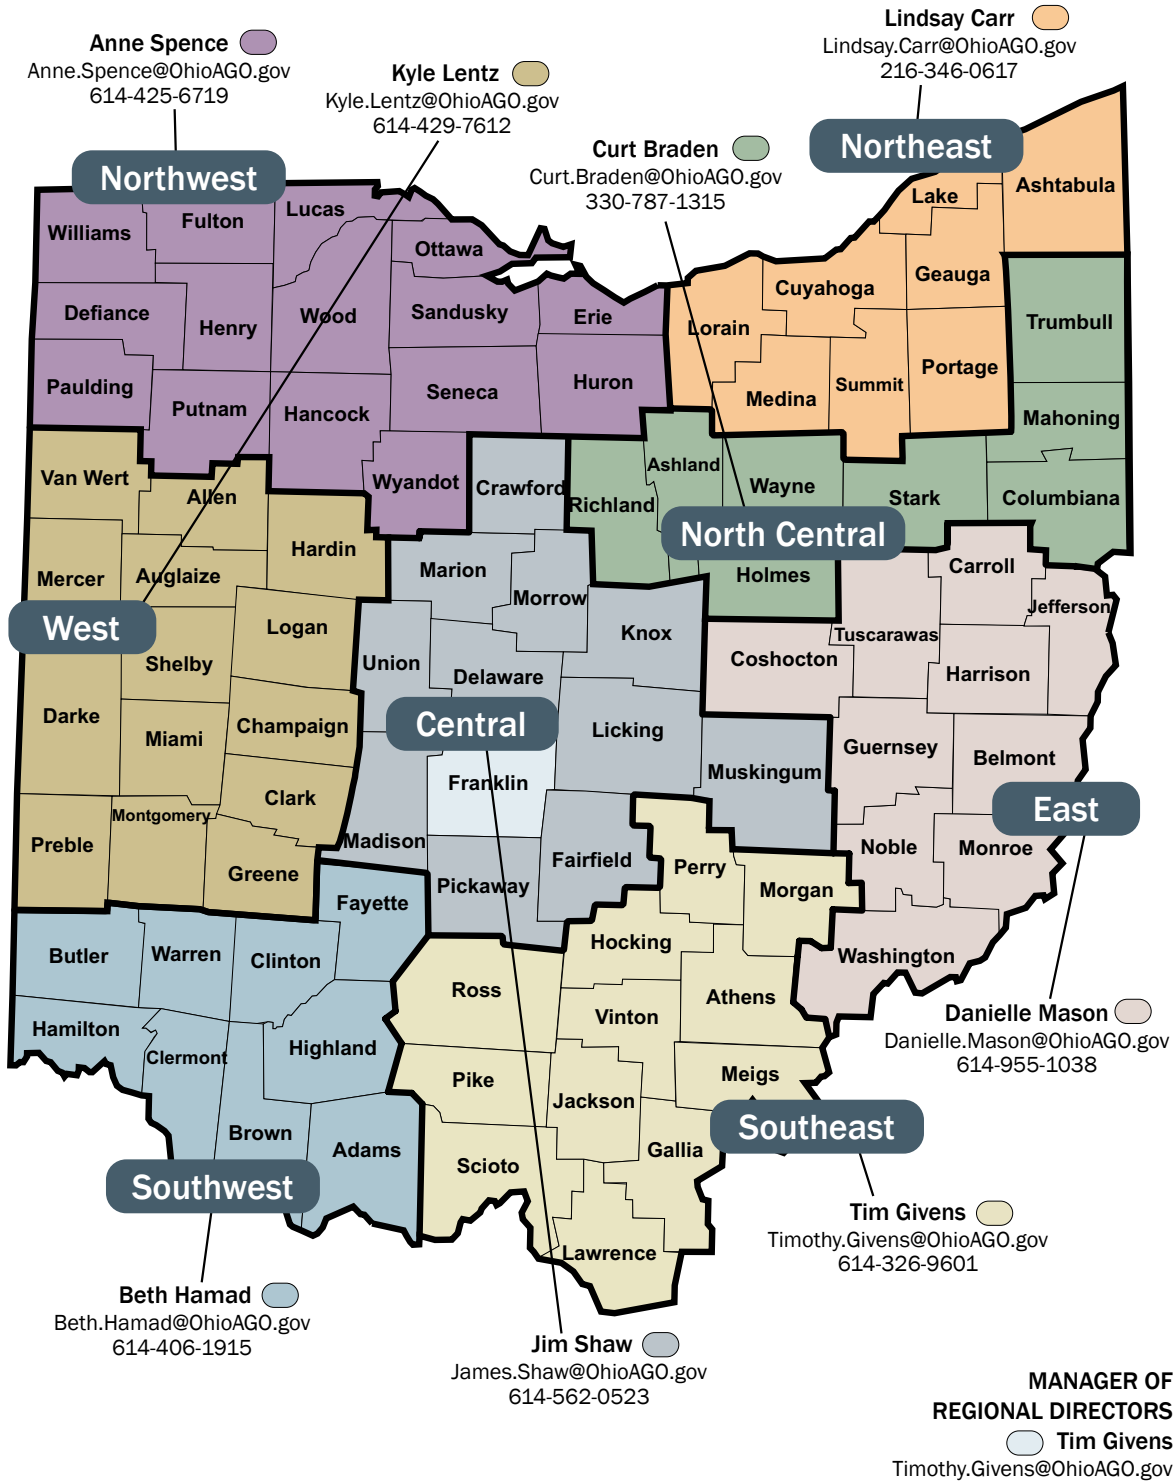 Lindsay Carr
Lindsay.Carr@OhioAGO.gov
216-346-0617
Anne Spence
Anne.Spence@OhioAGO.gov
614-425-6719
Kyle Lentz
Kyle.Lentz@OhioAGO.gov
614-429-7612
Curt Braden
Curt.Braden@OhioAGO.gov
330-787-1315
Northeast
Northwest
Lake
Ashtabula
Williams
Fulton
Lucas
Ottawa
Geauga
Cuyahoga
Defiance
Henry
Wood
Sandusky
Erie
Lorain
Trumbull
Paulding
Putnam
Hancock
Seneca
Huron
Medina
Summit
Portage
Mahoning
Van Wert
Allen
Wyandot
Crawford
Richland
Ashland
Wayne
Stark
Columbiana
North Central
Hardin
Marion
Morrow
Holmes
Carroll
Mercer
Auglaize
Jefferson
West
Logan
Knox
Tuscarawas
Shelby
Union
Delaware
Coshocton
Harrison
Darke
Miami
Champaign
Central
Licking
Muskingum
Guernsey
Belmont
Franklin
Clark
Montgomery
East
Preble
Greene
Madison
Pickaway
Fairfield
Perry
Morgan
Noble
Monroe
Fayette
Butler
Warren
Clinton
Hocking
Washington
Ross
Athens
Vinton
Danielle Mason
Danielle.Mason@OhioAGO.gov
614-955-1038
Hamilton
Clermont
Highland
Pike
Jackson
Meigs
Southeast
Brown
Adams
Scioto
Gallia
Southwest
Lawrence
Tim Givens
Timothy.Givens@OhioAGO.gov
614-326-9601
Beth Hamad
Beth.Hamad@OhioAGO.gov
614-406-1915
Jim Shaw
James.Shaw@OhioAGO.gov
614-562-0523
MANAGER OF
REGIONAL DIRECTORS
Tim Givens
Timothy.Givens@OhioAGO.gov